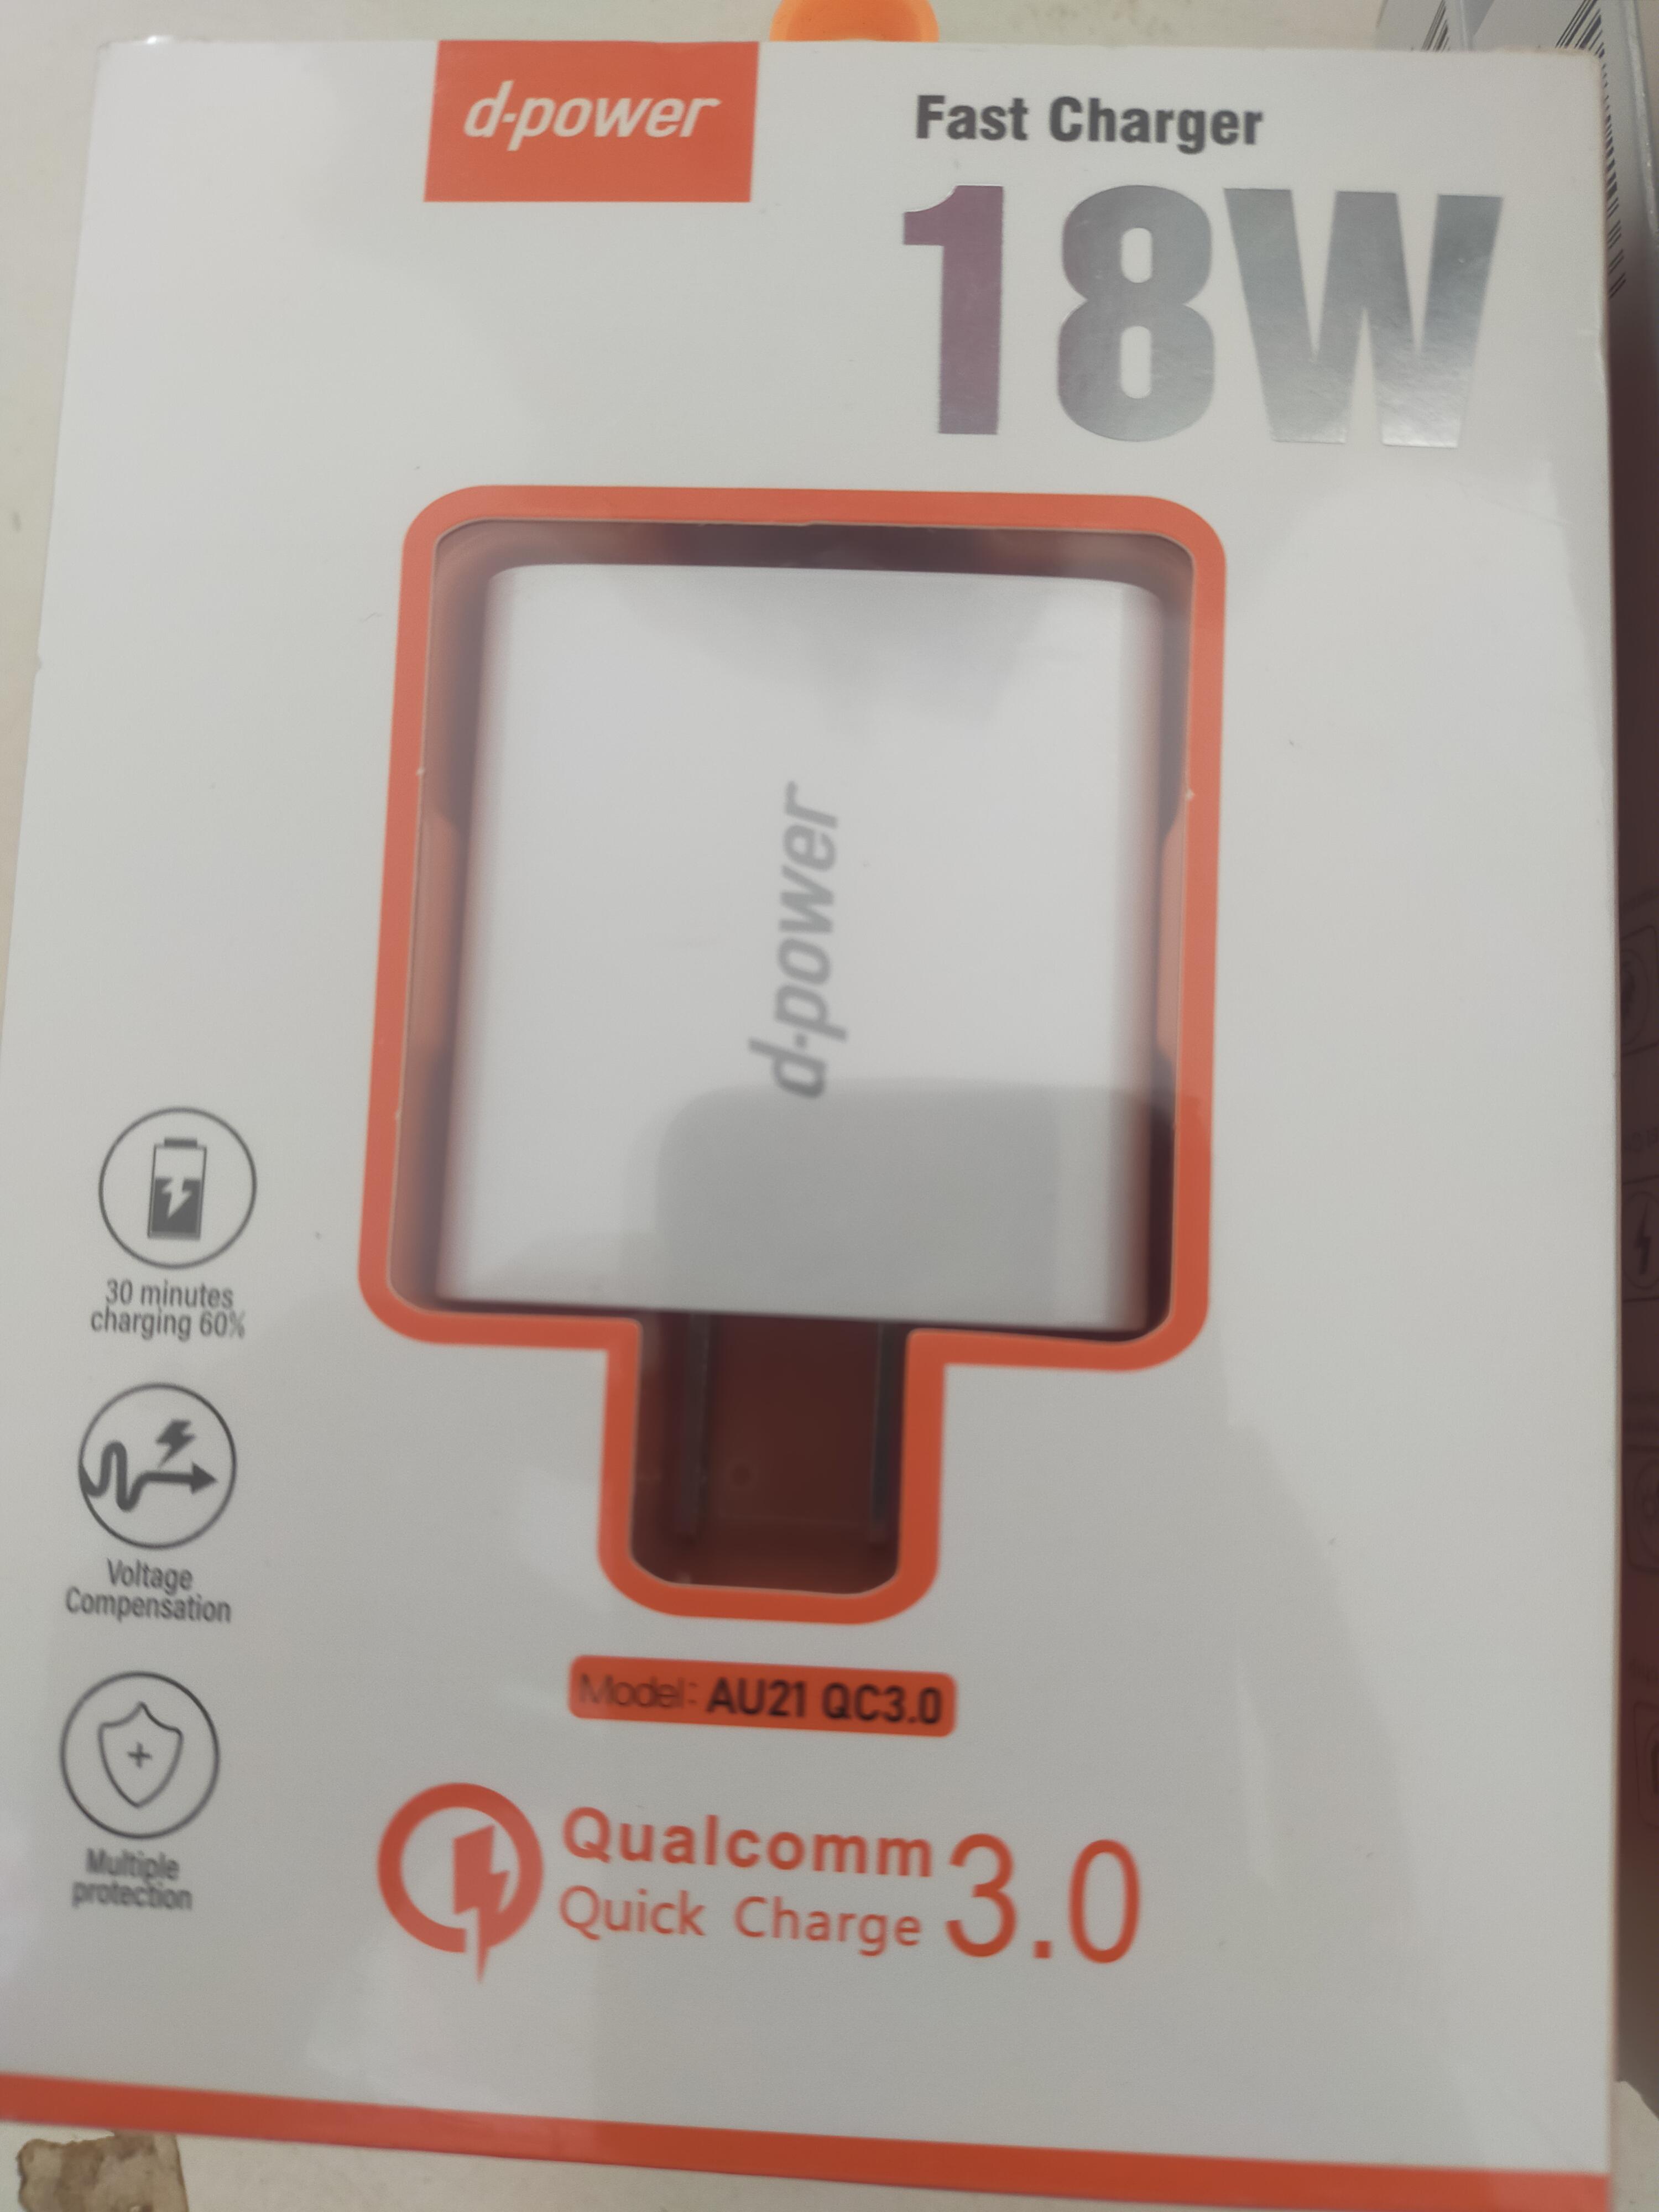 d-power
Fast Charger
18W
d-power
30 minutes
charging 60%
Voltage
Compensation
Multiple
protection
Model: AU21 QC3.0
Qualcomm
Quick Charge
3.0